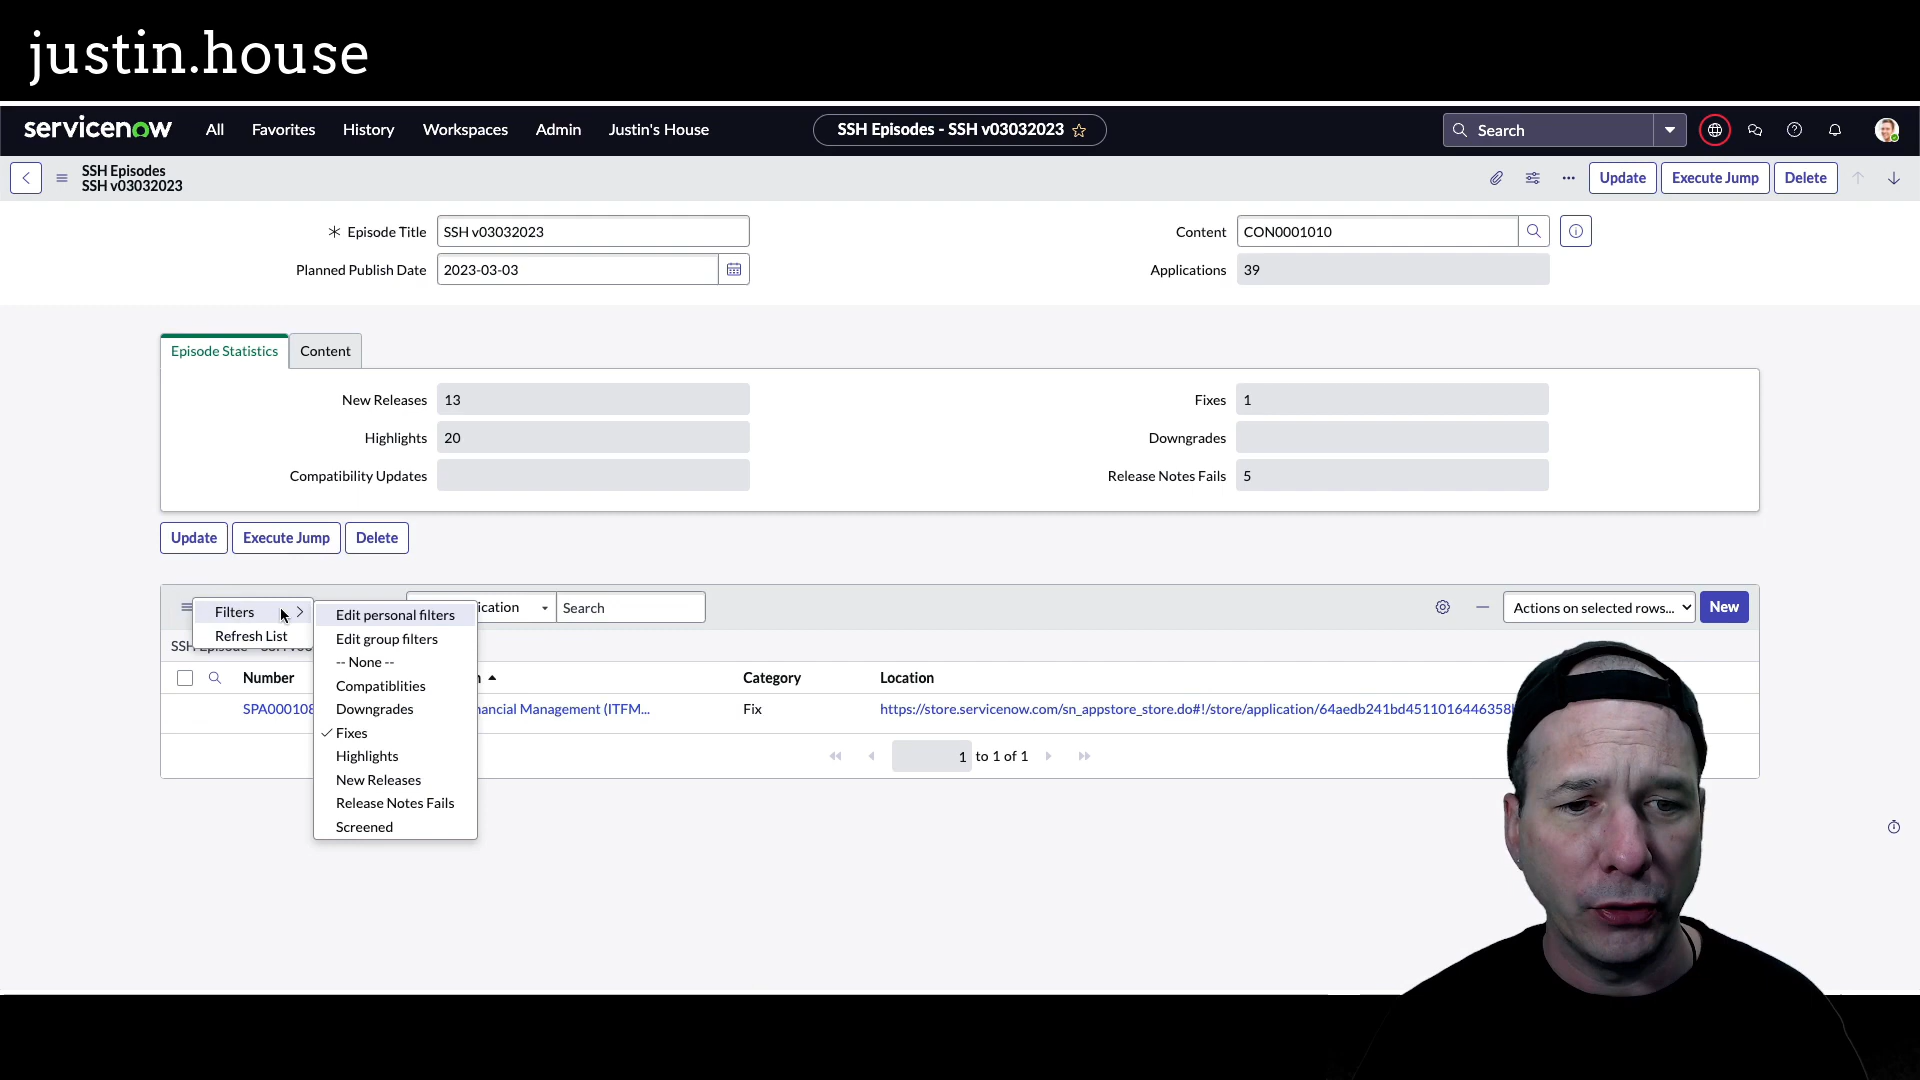 justin.house
servicenow All Favorites History Workspaces Admin Justin's House SSH Episodes - SSH v03032023 Search
SSH Episodes
SSH v03032023
Update Execute Jump Delete
Episode Title SSH v03032023 Content CON0001010
Planned Publish Date 2023-03-03 Applications 39
Episode Statistics Content
New Releases 13 Fixes 1
Highlights 20 Downgrades
Compatibility Updates Release Notes Fails 5
Update Execute Jump Delete
Filters Search Actions on selected rows... New
Edit personal filters
Refresh List
Edit group filters
-- None --
Number Category Location
Compatiblities
Downgrades
ancial Management (ITFM... Fix https://store.servicenow.com/sn_appstore_store.do#!/store/application/64aedb241bd4511016446358
Fixes
Highlights
1 to 1 of 1
New Releases
Release Notes Fails
Screened